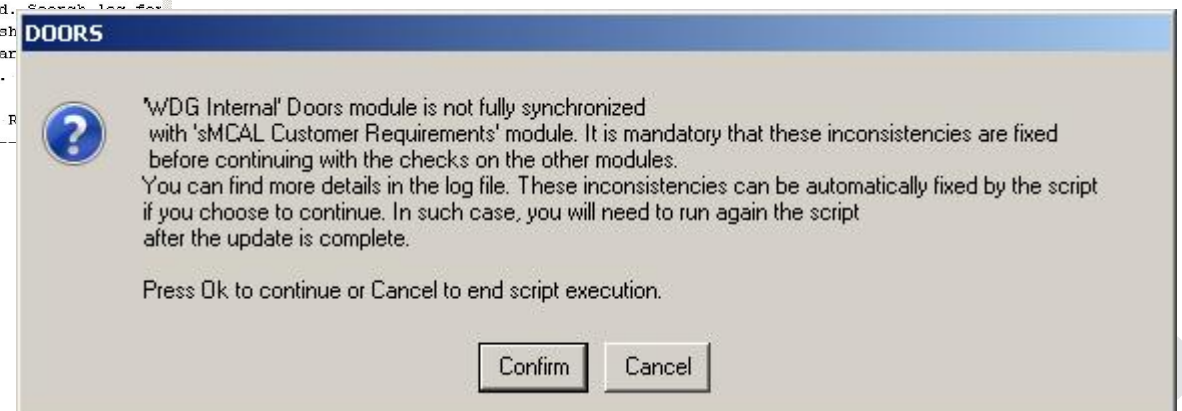 DOORS
'WDG Internal' Doors module is not fully synchronized
with 'sMCAL Customer Requirements' module. It is mandatory that these inconsistencies are fixed
before continuing with the checks on the other modules.
You can find more details in the log file. These inconsistencies can be automatically fixed by the script
if you choose to continue. In such case, you will need to run again the script
after the update is complete.
Press Ok to continue or Cancel to end script execution.
Confirm Cancel